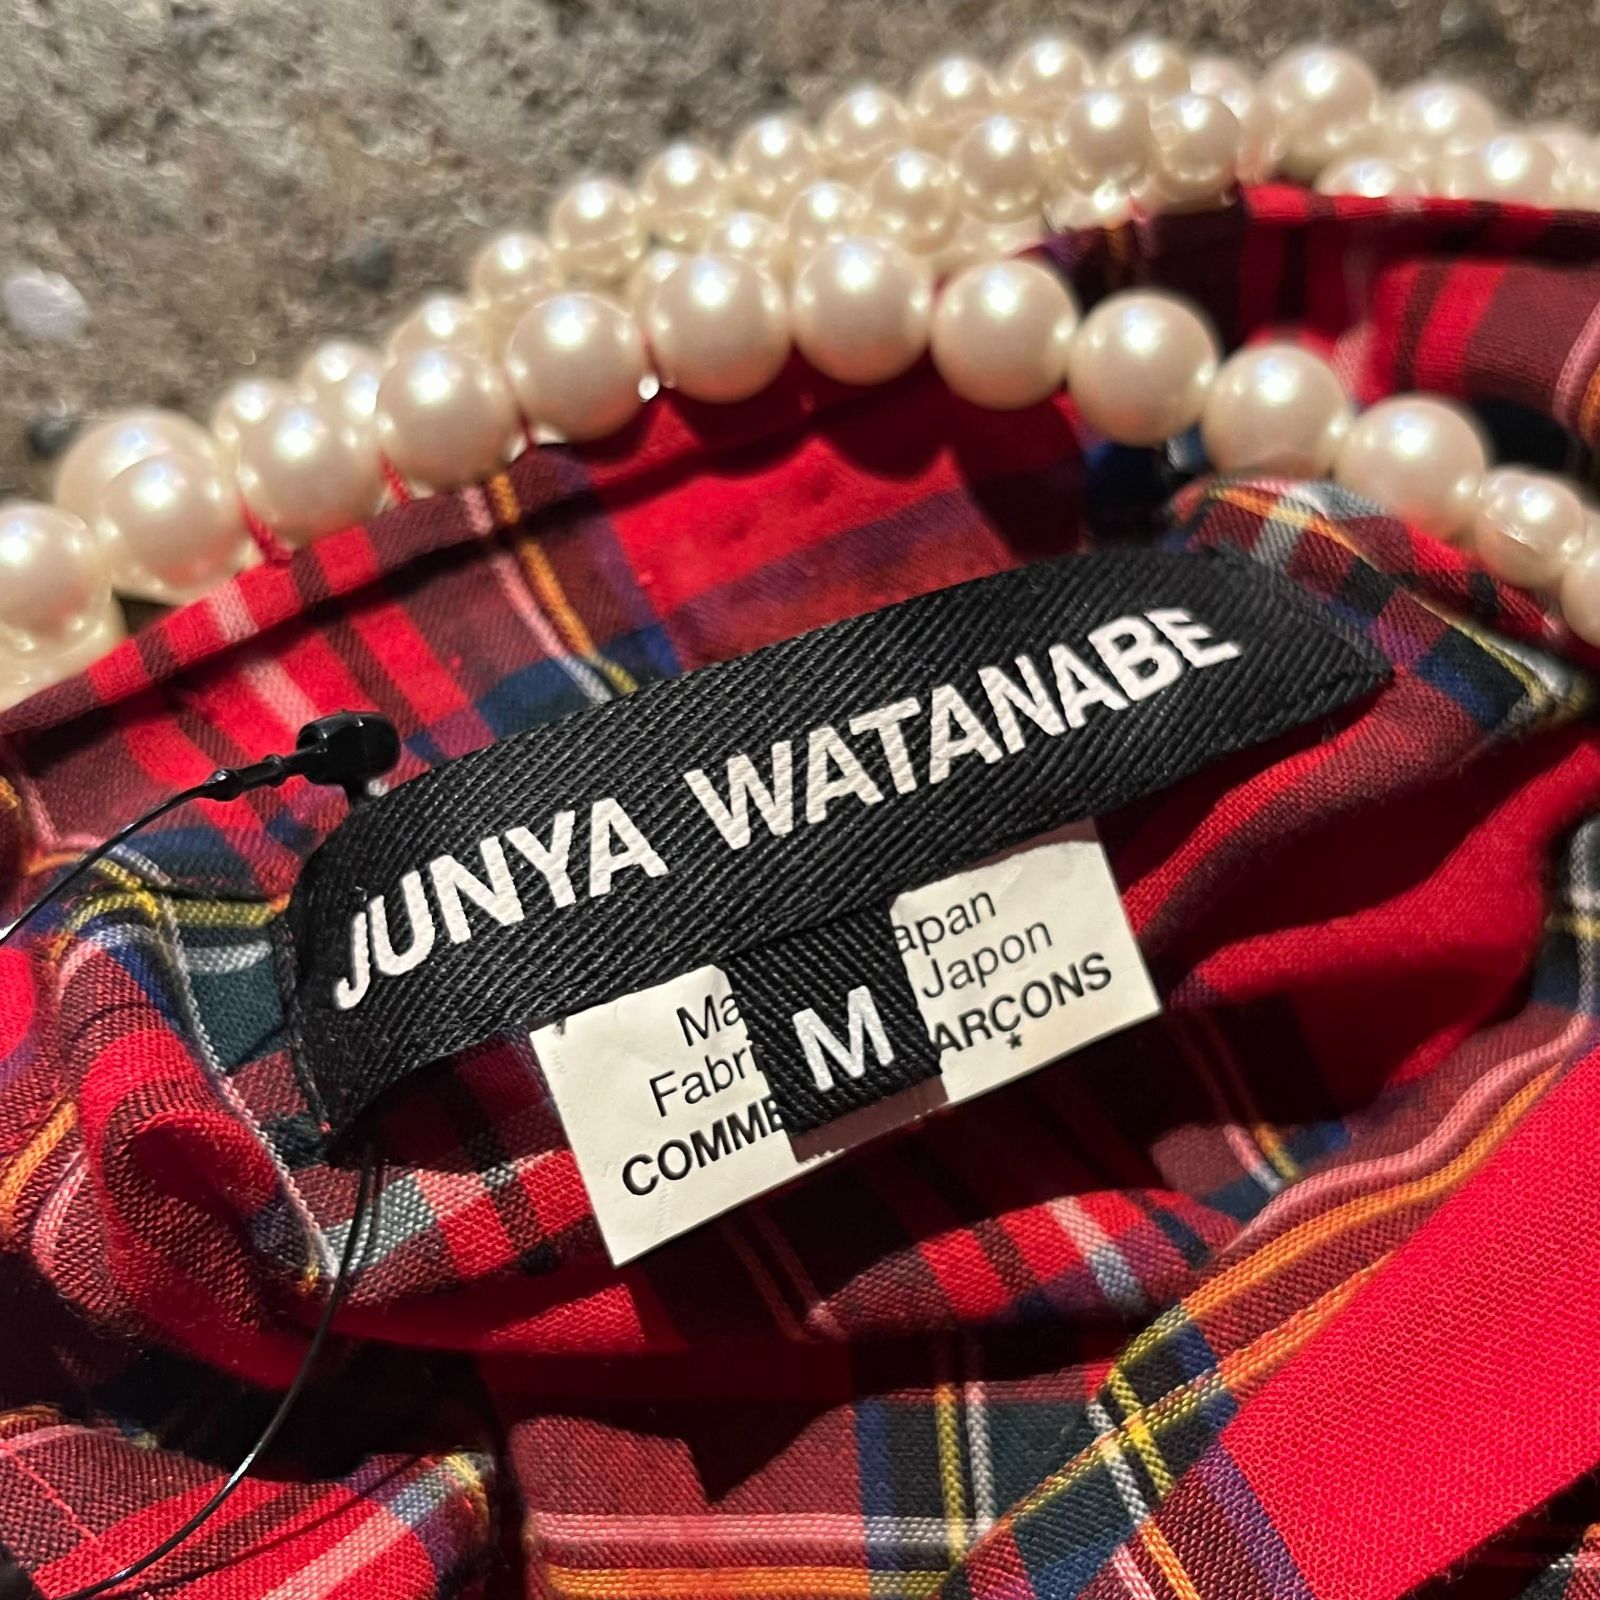 JUNYA WATANABE
M
Ma apan
Fabri Japon
COMME ARÇONS
*